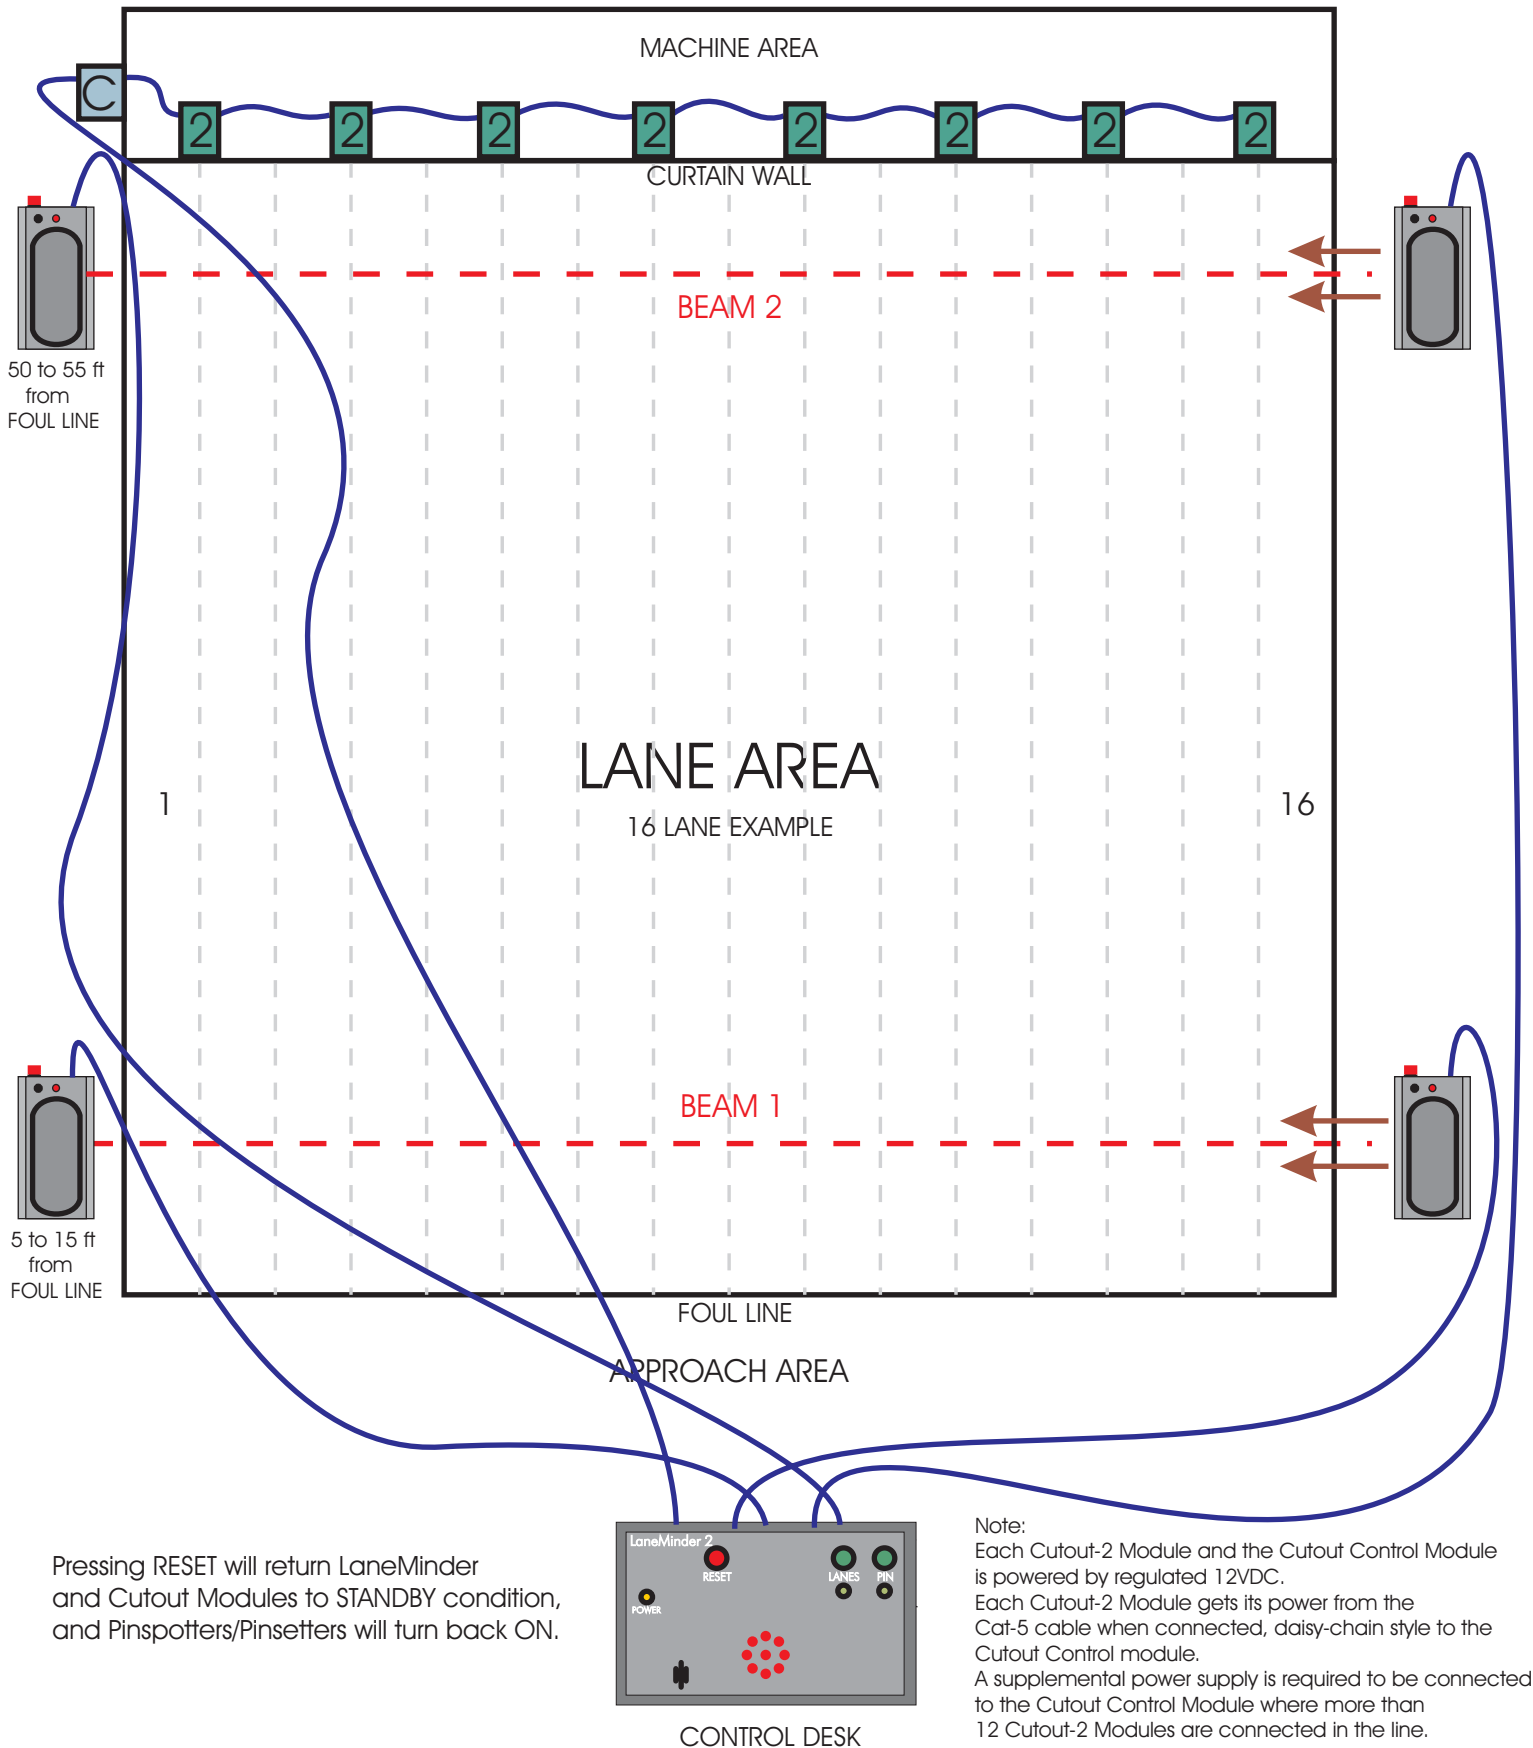 MACHINE AREA
C
2 2 2 2 2 2 2 2
CURTAIN WALL
BEAM 2
50 to 55 ft
from
FOUL LINE
LANE AREA
1
16
16 LANE EXAMPLE
BEAM 1
5 to 15 ft
from
FOUL LINE
FOUL LINE
APPROACH AREA
Pressing RESET will return LaneMinder
and Cutout Modules to STANDBY condition,
and Pinspotters/Pinsetters will turn back ON.
LaneMinder 2
RESET
LANES
PIN
POWER
CONTROL DESK
Note:
Each Cutout-2 Module and the Cutout Control Module
is powered by regulated 12VDC.
Each Cutout-2 Module gets its power from the
Cat-5 cable when connected, daisy-chain style to the
Cutout Control module.
A supplemental power supply is required to be connected
to the Cutout Control Module where more than
12 Cutout-2 Modules are connected in the line.